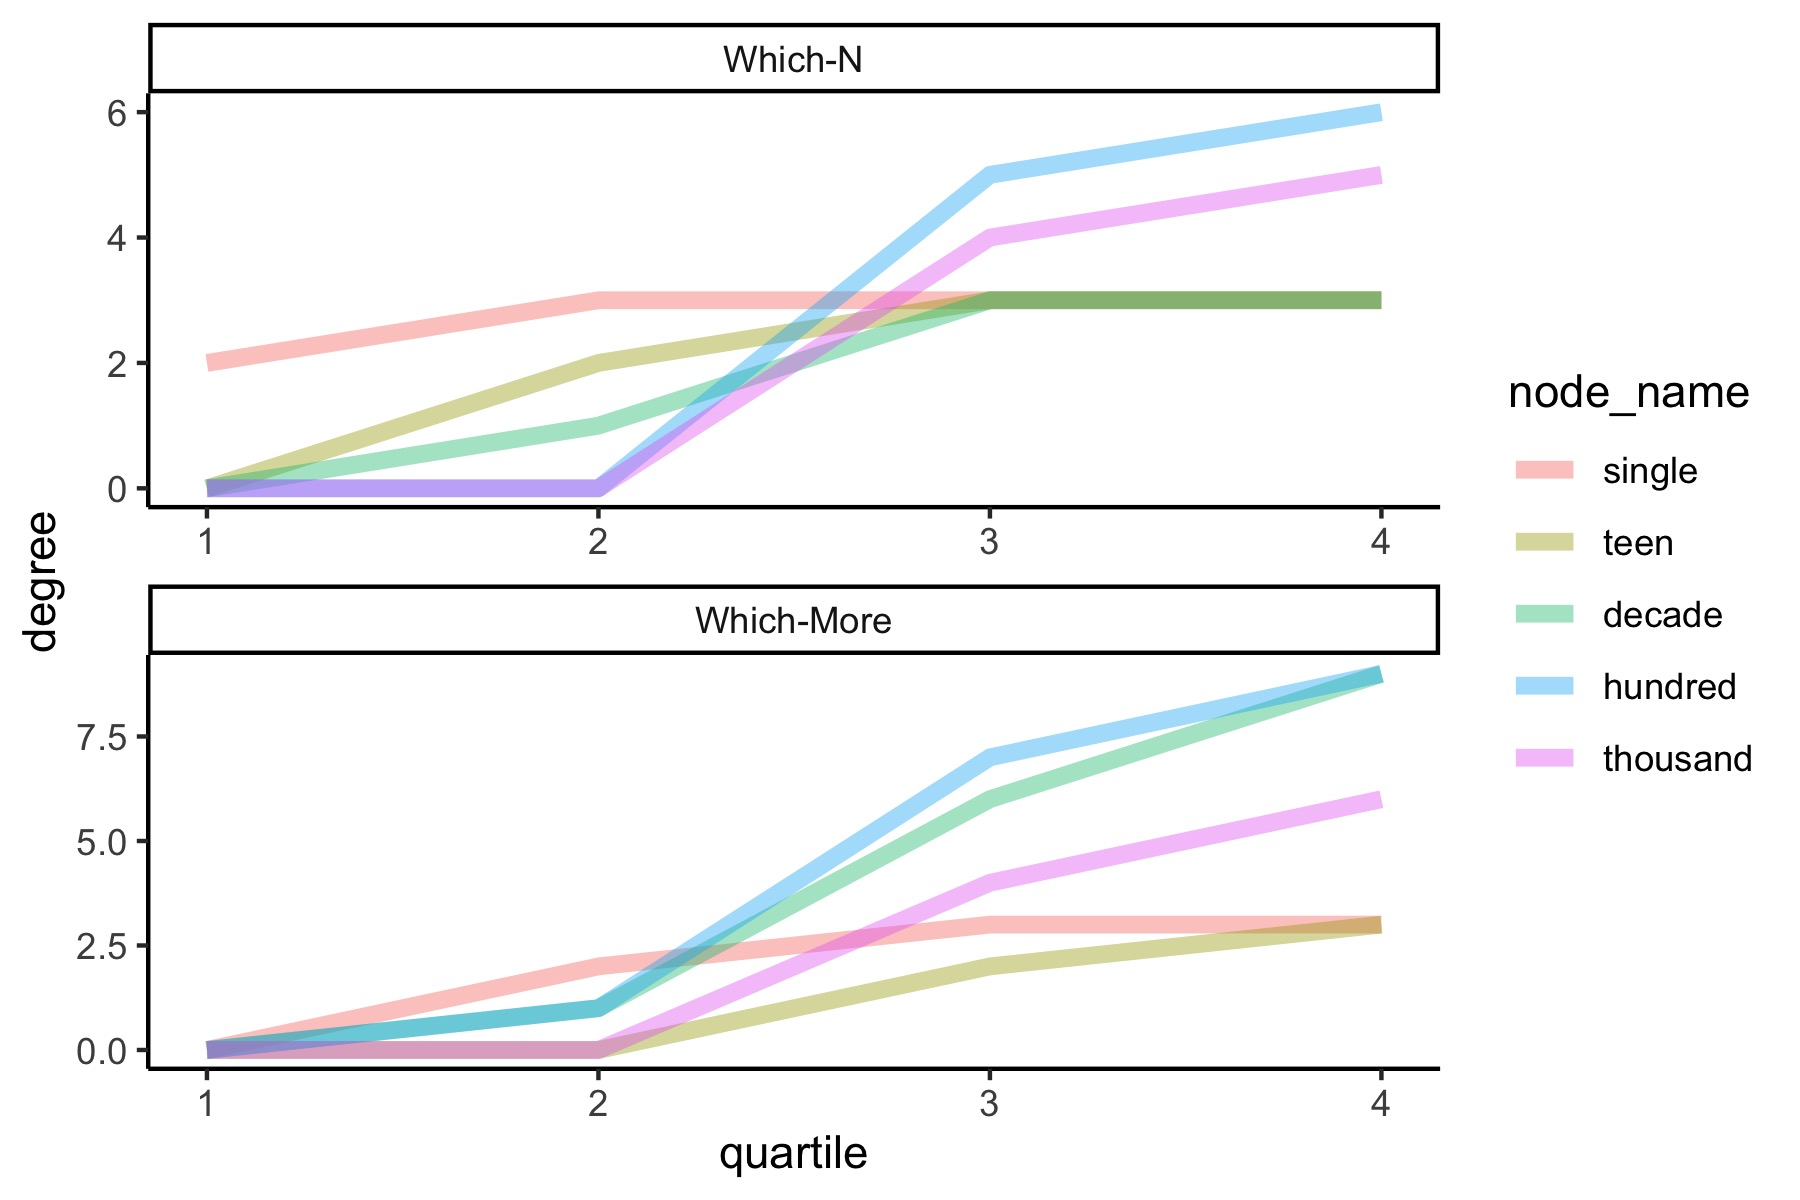 Which-N
6
4
2
0
1 2 3 4
degree
Which-More
7.5
5.0
2.5
0.0
1 2 3 4
quartile
node_name
single
teen
decade
hundred
thousand